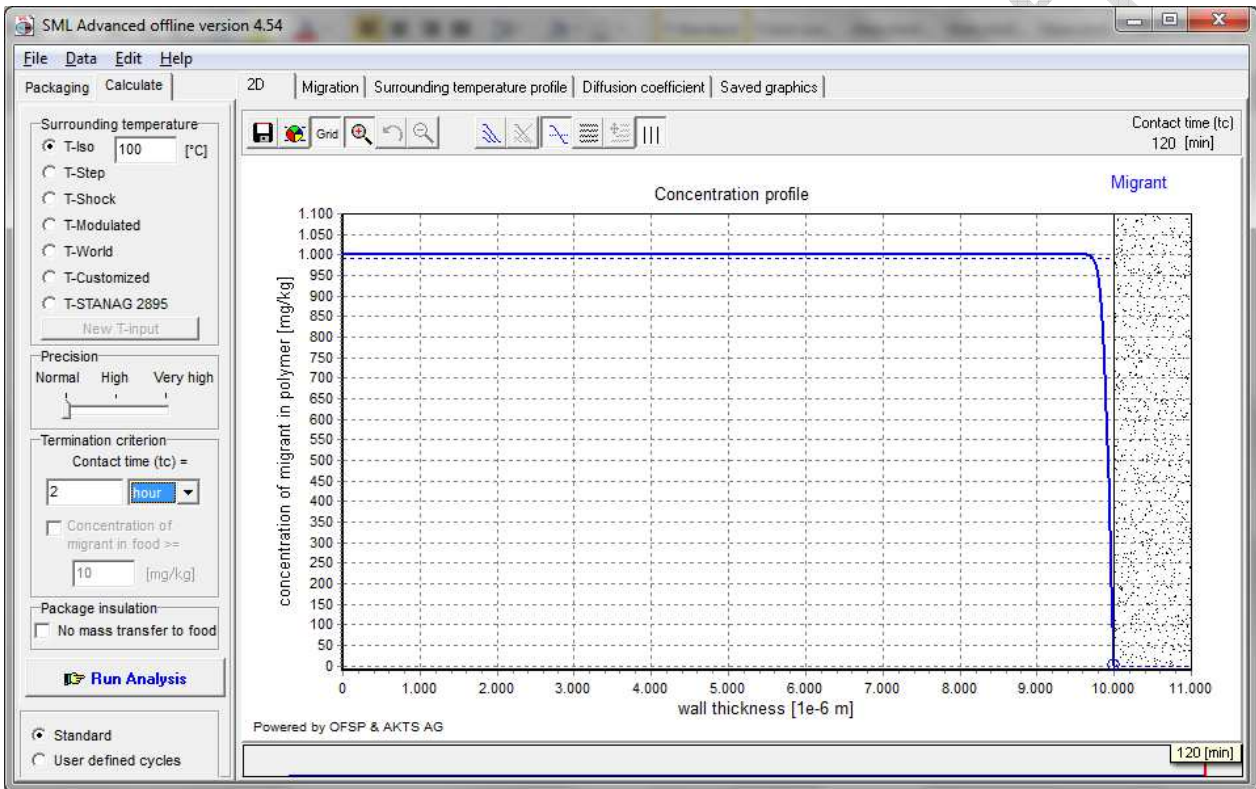 SML Advanced offline version 4.54
File Data Edit Help
Packaging Calculate
2D Migration Surrounding temperature profile Diffusion coefficient Saved graphics
Surrounding temperature
T-Iso 100 [°C]
T-Step
T-Shock
T-Modulated
T-World
T-Customized
T-STANAG 2895
New T-input
Precision
Normal High Very high
Termination criterion
Contact time (tc) =
2 hour
Concentration of
migrant in food >=
10 [mg/kg]
Package insulation
No mass transfer to food
Run Analysis
Standard
User defined cycles
Grid
Contact time (tc)
120 [min]
Migrant
Concentration profile
concentration of migrant in polymer [mg/kg]
1.100
1.050
1.000
950
900
850
800
750
700
650
600
550
500
450
400
350
300
250
200
150
100
50
0
0 1.000 2.000 3.000 4.000 5.000 6.000 7.000 8.000 9.000 10.000 11.000
wall thickness [1e-6 m]
Powered by OFSP & AKTS AG
120 [min]